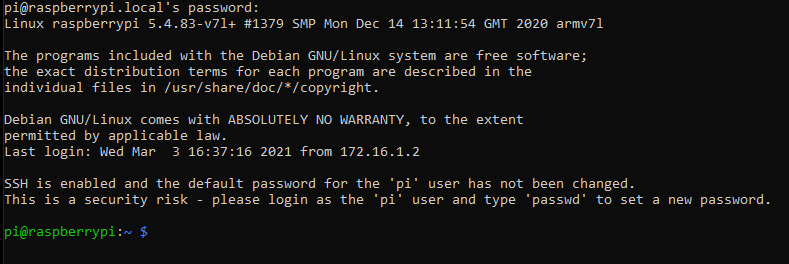 pi@raspberrypi.local's password:
Linux raspberrypi 5.4.83-v7l+ #1379 SMP Mon Dec 14 13:11:54 GMT 2020 armv7l
The programs included with the Debian GNU/Linux system are free software;
the exact distribution terms for each program are described in the
individual files in /usr/share/doc/*/copyright.
Debian GNU/Linux comes with ABSOLUTELY NO WARRANTY, to the extent
permitted by applicable law.
Last login: Wed Mar  3 16:37:16 2021 from 172.16.1.2
SSH is enabled and the default password for the 'pi' user has not been changed.
This is a security risk - please login as the 'pi' user and type 'passwd' to set a new password.
pi@raspberrypi:~ $